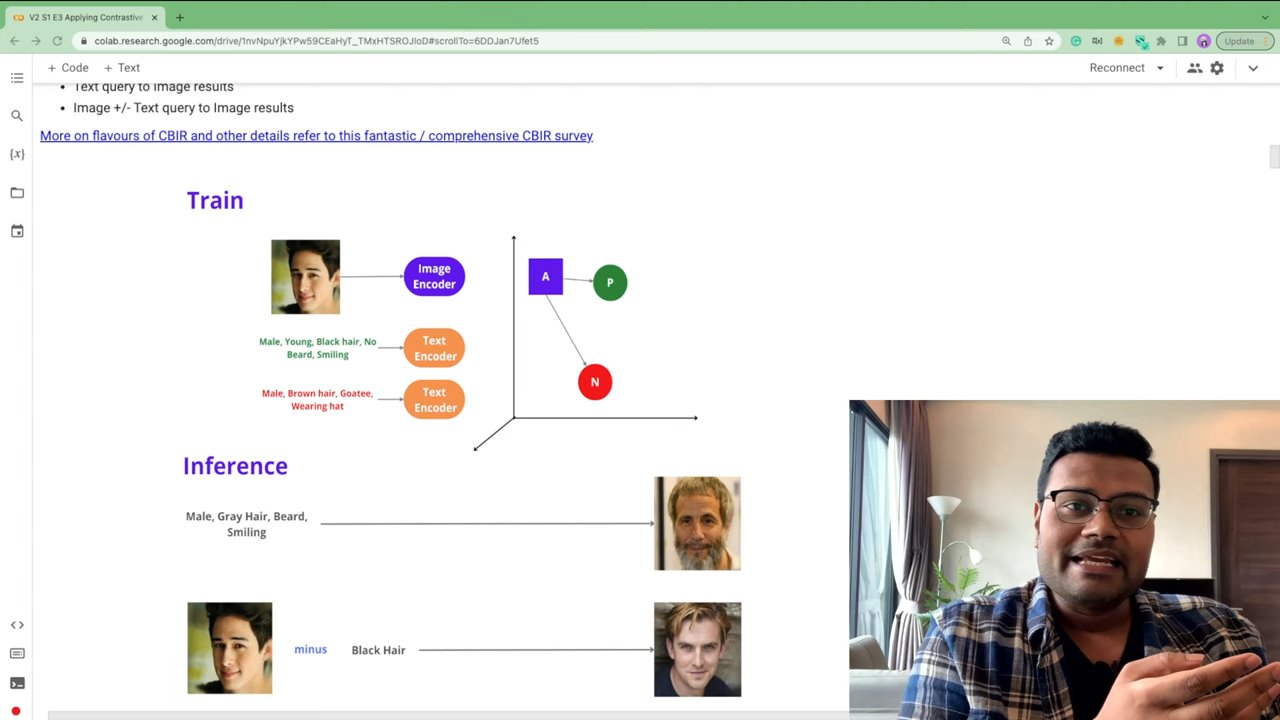 V2 S1 E3 Applying Contrastive
colab.research.google.com/drive/1nvNpuYjkYPw59CEaHyT_TMxHTSROJIoD#scrollTo=6DDJan7Ufet5
Update
+ Code + Text
Reconnect
Text query to Image results
Image +/- Text query to Image results
More on flavours of CBIR and other details refer to this fantastic / comprehensive CBIR survey
Train
Image
Encoder
A
P
Male, Young, Black hair, No
Beard, Smiling
Text
Encoder
Male, Brown hair, Goatee,
Wearing hat
Text
Encoder
N
Inference
Male, Gray Hair, Beard,
Smiling
minus
Black Hair